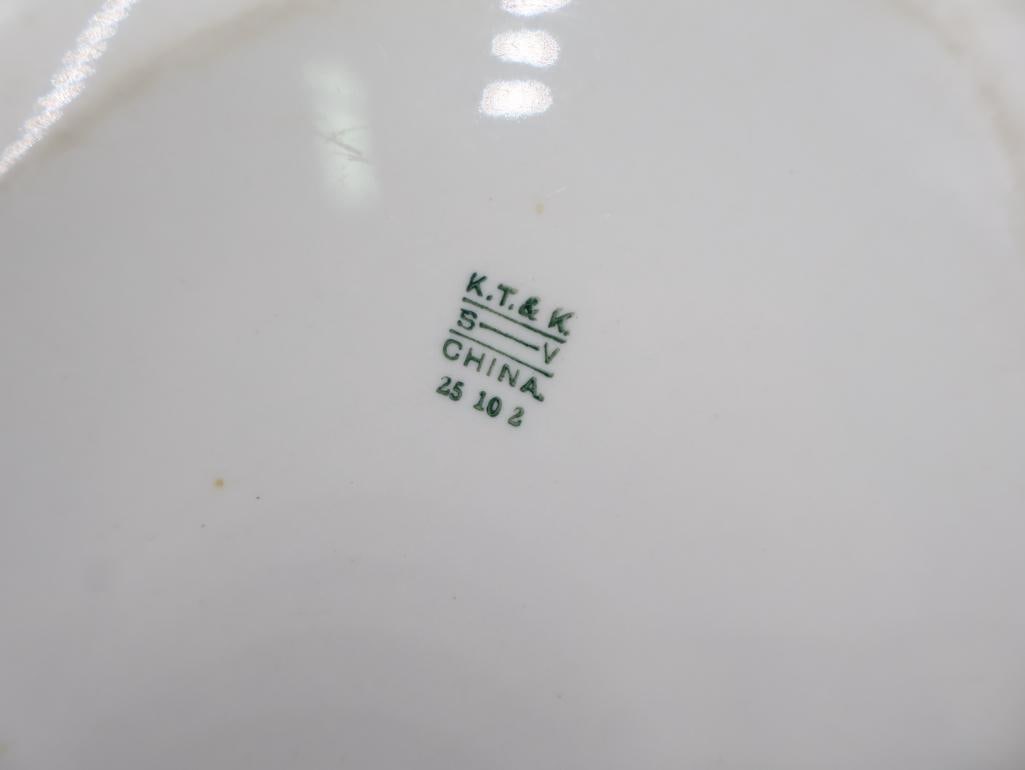 K.T.& K.
S—V
CHINA.
25 10 2